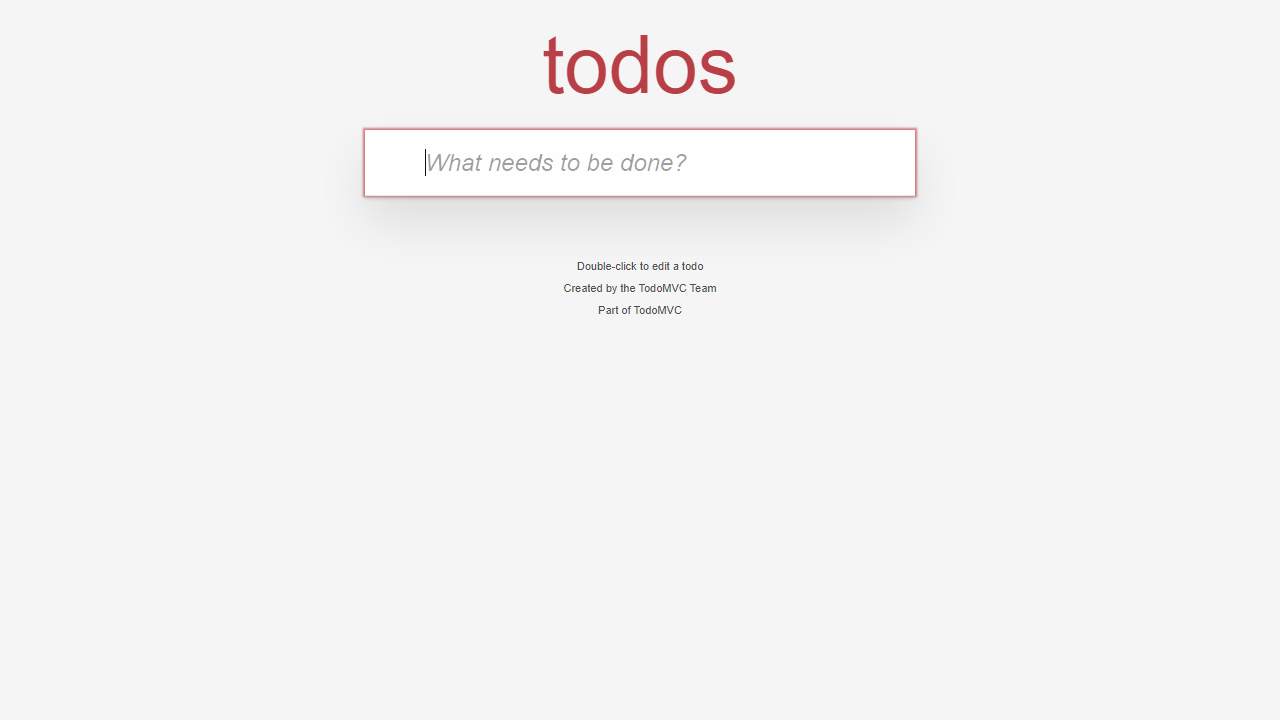 todos
What needs to be done?
Double-click to edit a todo
Created by the TodoMVC Team
Part of TodoMVC